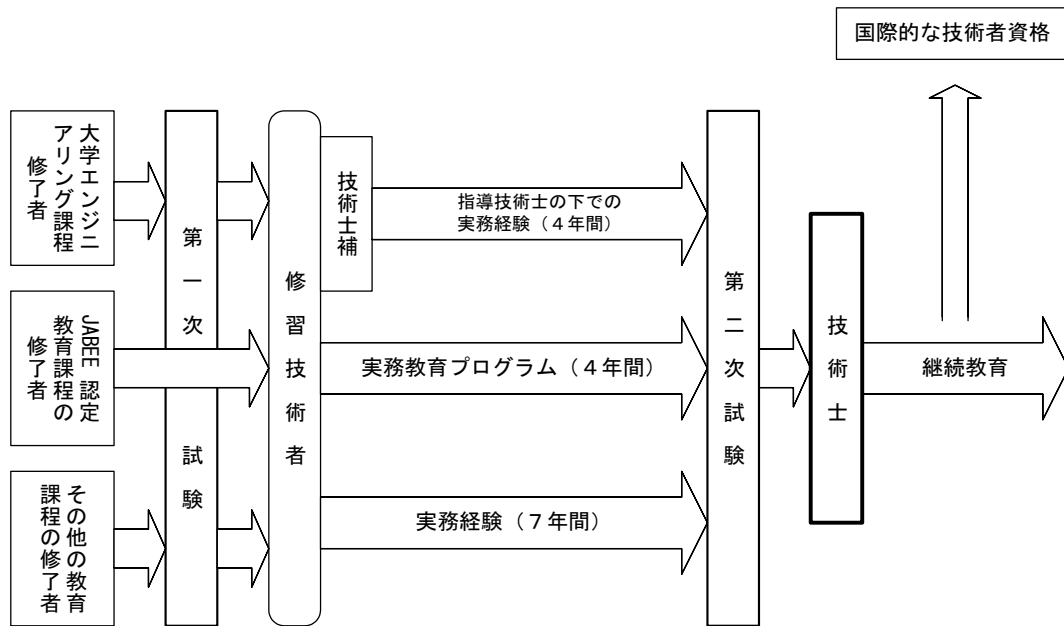 国際的な技術者資格
大学エンジニ
アリング課程
修了者
第一次試験
修習技術者
技術士補
指導技術士の下での
実務経験（４年間）
第二次試験
技術士
JABEE 認定
教育課程の
修了者
実務教育プログラム（４年間）
継続教育
その他の教育
課程の修了者
実務経験（７年間）